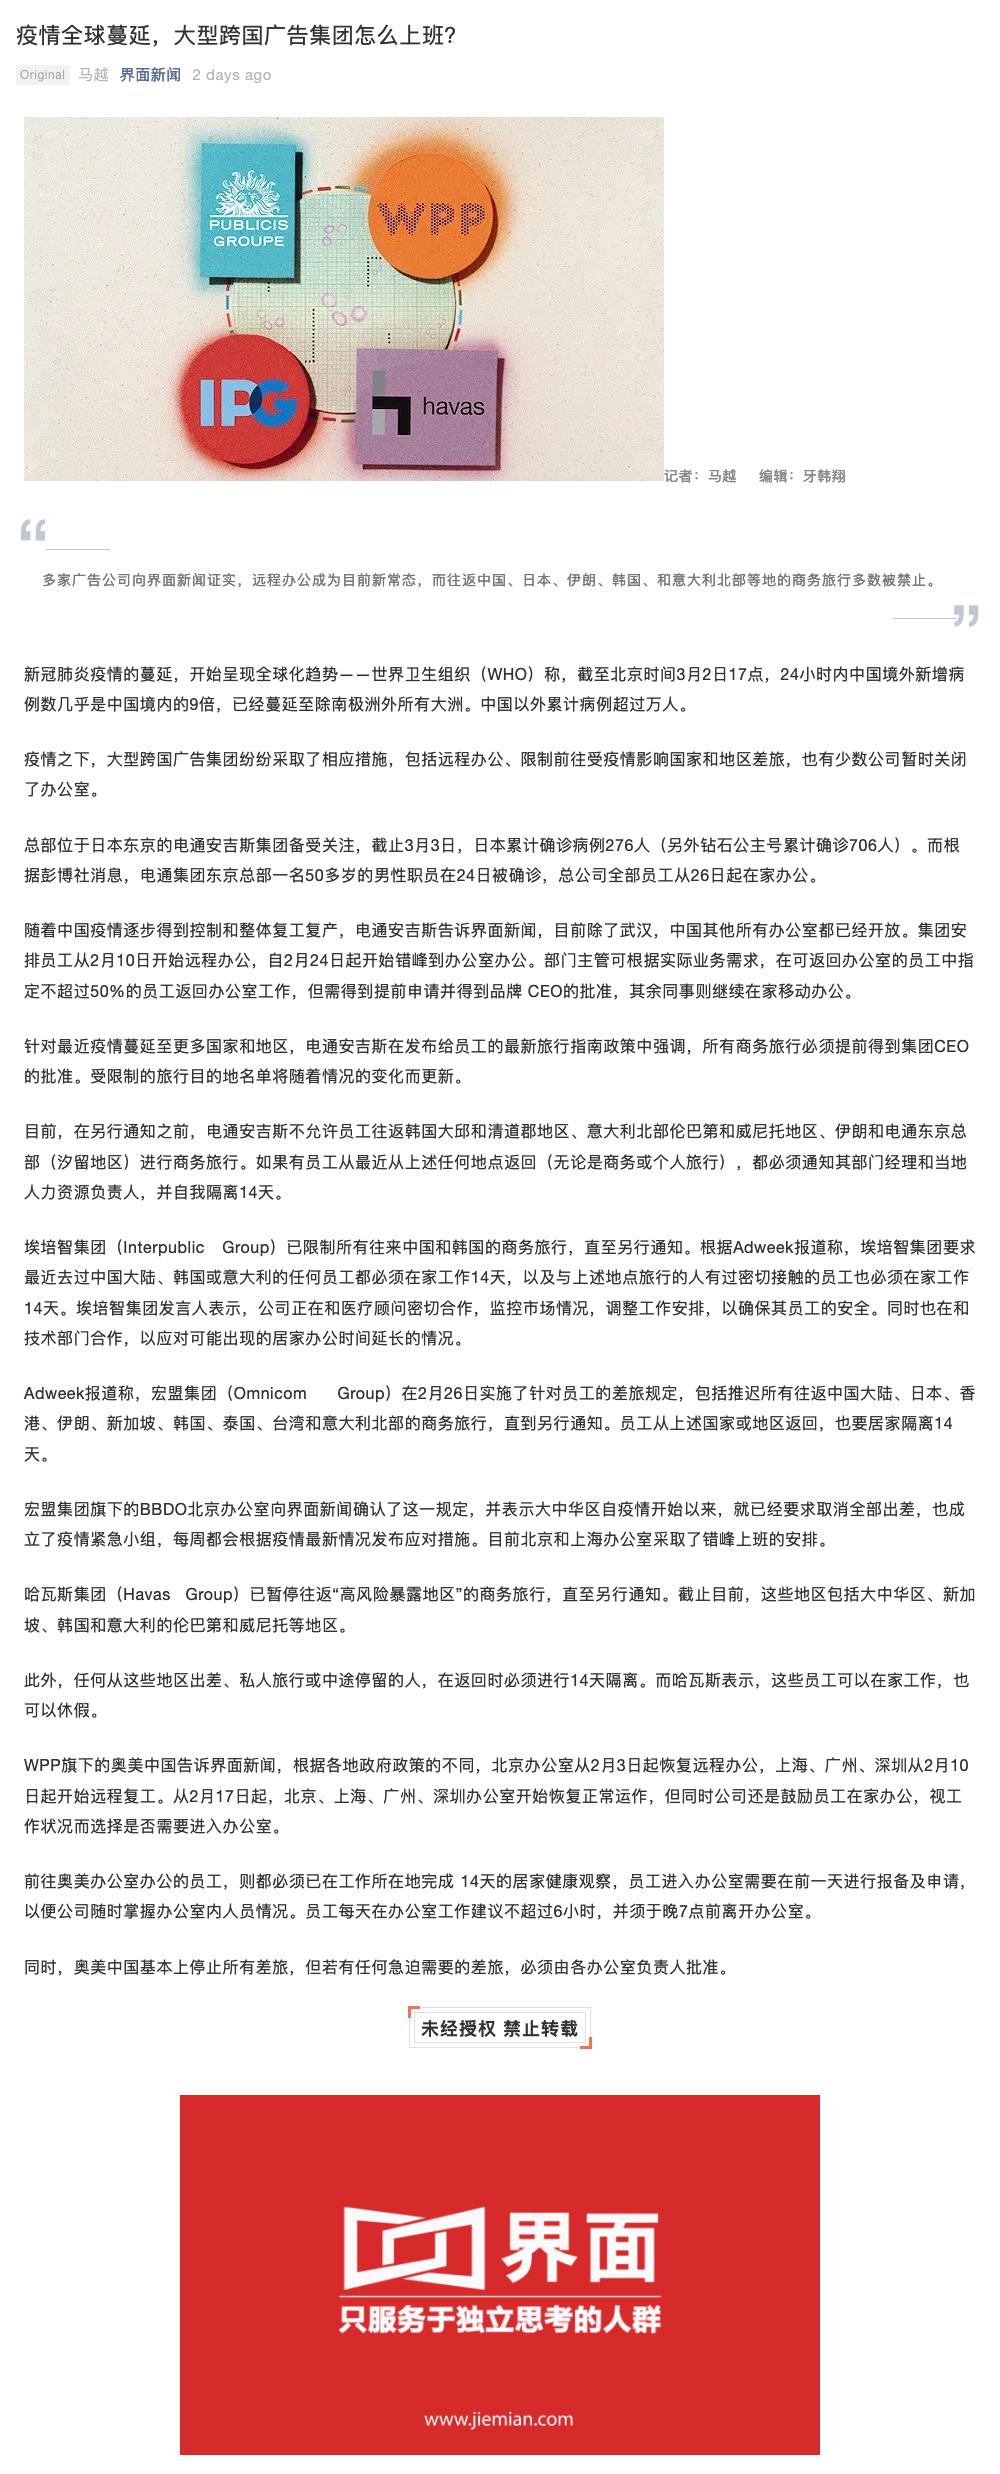 疫情全球蔓延，大型跨国广告集团怎么上班？
Original 马越 界面新闻 2 days ago
PUBLICIS
GROUPE
WPP
IPG
havas
记者：马越 编辑：牙韩翔
“
多家广告公司向界面新闻证实，远程办公成为目前新常态，而往返中国、日本、伊朗、韩国、和意大利北部等地的商务旅行多数被禁止。
”
新冠肺炎疫情的蔓延，开始呈现全球化趋势——世界卫生组织（WHO）称，截至北京时间3月2日17点，24小时内中国境外新增病
例数几乎是中国境内的9倍，已经蔓延至除南极洲外所有大洲。中国以外累计病例超过万人。
疫情之下，大型跨国广告集团纷纷采取了相应措施，包括远程办公、限制前往受疫情影响国家和地区差旅，也有少数公司暂时关闭
了办公室。
总部位于日本东京的电通安吉斯集团备受关注，截止3月3日，日本累计确诊病例276人（另外钻石公主号累计确诊706人）。而根
据彭博社消息，电通集团东京总部一名50多岁的男性职员在24日被确诊，总公司全部员工从26日起在家办公。
随着中国疫情逐步得到控制和整体复工复产，电通安吉斯告诉界面新闻，目前除了武汉，中国其他所有办公室都已经开放。集团安
排员工从2月10日开始远程办公，自2月24日起开始错峰到办公室办公。部门主管可根据实际业务需求，在可返回办公室的员工中指
定不超过50%的员工返回办公室工作，但需得到提前申请并得到品牌 CEO的批准，其余同事则继续在家移动办公。
针对最近疫情蔓延至更多国家和地区，电通安吉斯在发布给员工的最新旅行指南政策中强调，所有商务旅行必须提前得到集团CEO
的批准。受限制的旅行目的地名单将随着情况的变化而更新。
目前，在另行通知之前，电通安吉斯不允许员工往返韩国大邱和清道郡地区、意大利北部伦巴第和威尼托地区、伊朗和电通东京总
部（汐留地区）进行商务旅行。如果有员工从最近从上述任何地点返回（无论是商务或个人旅行），都必须通知其部门经理和当地
人力资源负责人，并自我隔离14天。
埃培智集团（Interpublic Group）已限制所有往来中国和韩国的商务旅行，直至另行通知。根据Adweek报道称，埃培智集团要求
最近去过中国大陆、韩国或意大利的任何员工都必须在家工作14天，以及与上述地点旅行的人有过密切接触的员工也必须在家工作
14天。埃培智集团发言人表示，公司正在和医疗顾问密切合作，监控市场情况，调整工作安排，以确保其员工的安全。同时也在和
技术部门合作，以应对可能出现的居家办公时间延长的情况。
Adweek报道称，宏盟集团（Omnicom Group）在2月26日实施了针对员工的差旅规定，包括推迟所有往返中国大陆、日本、香
港、伊朗、新加坡、韩国、泰国、台湾和意大利北部的商务旅行，直到另行通知。员工从上述国家或地区返回，也要居家隔离14
天。
宏盟集团旗下的BBDO北京办公室向界面新闻确认了这一规定，并表示大中华区自疫情开始以来，就已经要求取消全部出差，也成
立了疫情紧急小组，每周都会根据疫情最新情况发布应对措施。目前北京和上海办公室采取了错峰上班的安排。
哈瓦斯集团（Havas Group）已暂停往返“高风险暴露地区”的商务旅行，直至另行通知。截止目前，这些地区包括大中华区、新加
坡、韩国和意大利的伦巴第和威尼托等地区。
此外，任何从这些地区出差、私人旅行或中途停留的人，在返回时必须进行14天隔离。而哈瓦斯表示，这些员工可以在家工作，也
可以休假。
WPP旗下的奥美中国告诉界面新闻，根据各地政府政策的不同，北京办公室从2月3日起恢复远程办公，上海、广州、深圳从2月10
日起开始远程复工。从2月17日起，北京、上海、广州、深圳办公室开始恢复正常运作，但同时公司还是鼓励员工在家办公，视工
作状况而选择是否需要进入办公室。
前往奥美办公室办公的员工，则都必须已在工作所在地完成 14天的居家健康观察，员工进入办公室需要在前一天进行报备及申请，
以便公司随时掌握办公室内人员情况。员工每天在办公室工作建议不超过6小时，并须于晚7点前离开办公室。
同时，奥美中国基本上停止所有差旅，但若有任何急迫需要的差旅，必须由各办公室负责人批准。
未经授权 禁止转载
界面
只服务于独立思考的人群
www.jiemian.com